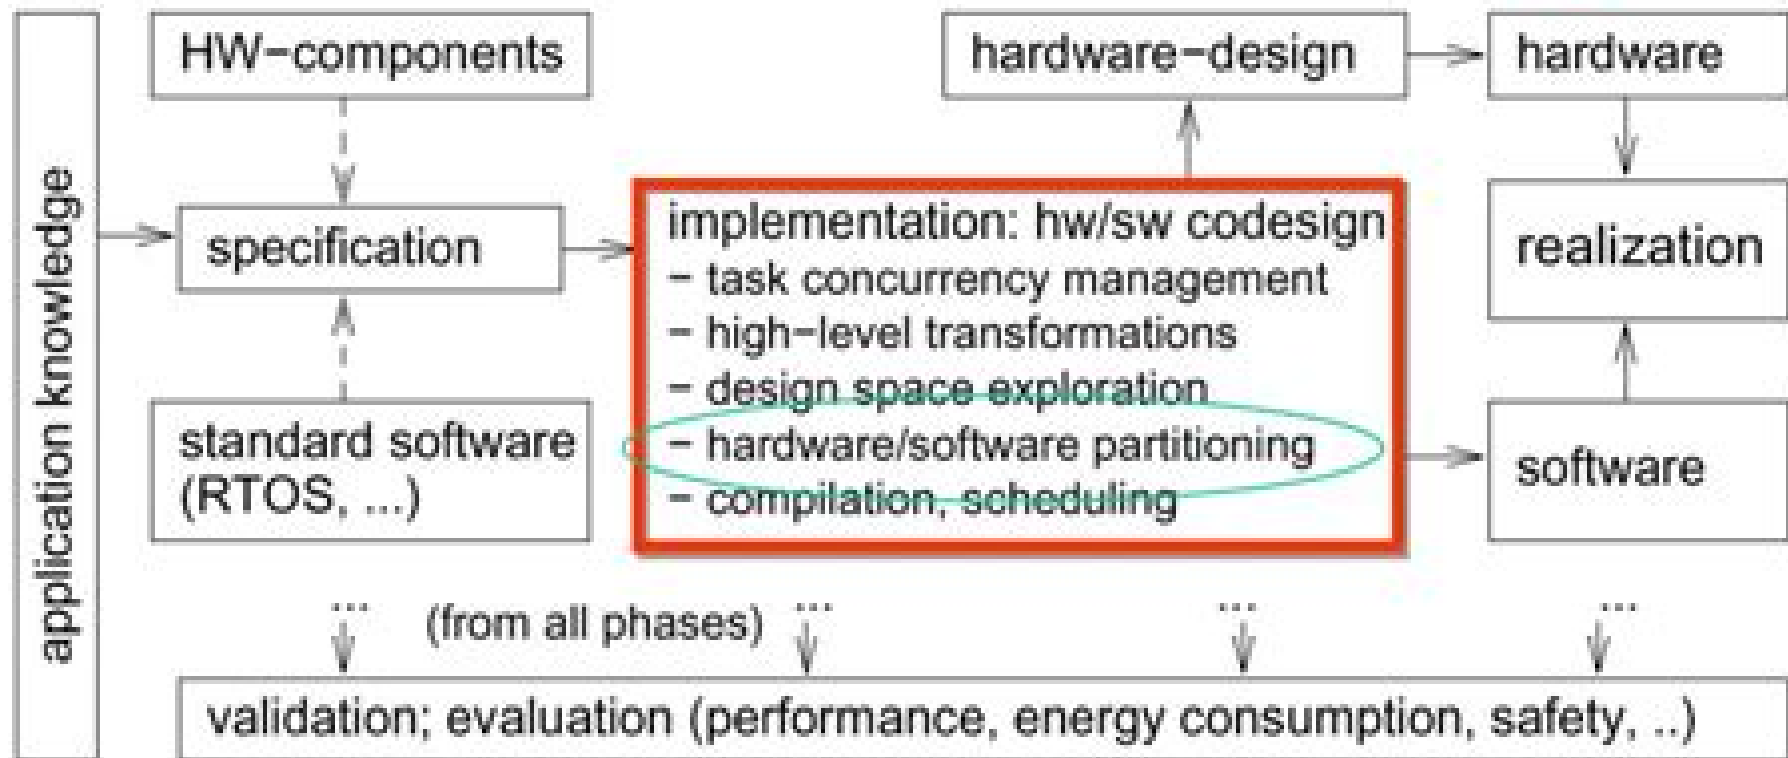 application knowledge
HW−components
specification
standard software
(RTOS, ...)
implementation: hw/sw codesign
− task concurrency management
− high−level transformations
− design space exploration
− hardware/software partitioning
− compilation, scheduling
hardware−design
hardware
realization
software
... (from all phases) ... ... ...
validation; evaluation (performance, energy consumption, safety, ..)